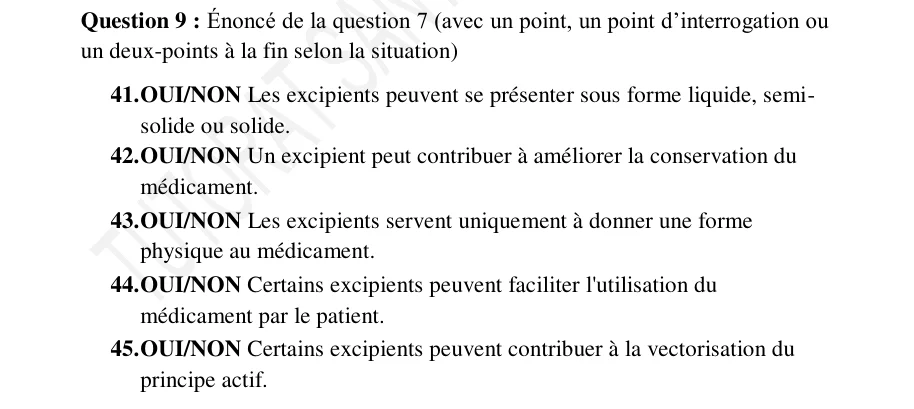 Question 9 : Énoncé de la question 7 (avec un point, un point d’interrogation ou
un deux-points à la fin selon la situation)
41.OUI/NON Les excipients peuvent se présenter sous forme liquide, semi-
solide ou solide.
42.OUI/NON Un excipient peut contribuer à améliorer la conservation du
médicament.
43.OUI/NON Les excipients servent uniquement à donner une forme
physique au médicament.
44.OUI/NON Certains excipients peuvent faciliter l'utilisation du
médicament par le patient.
45.OUI/NON Certains excipients peuvent contribuer à la vectorisation du
principe actif.